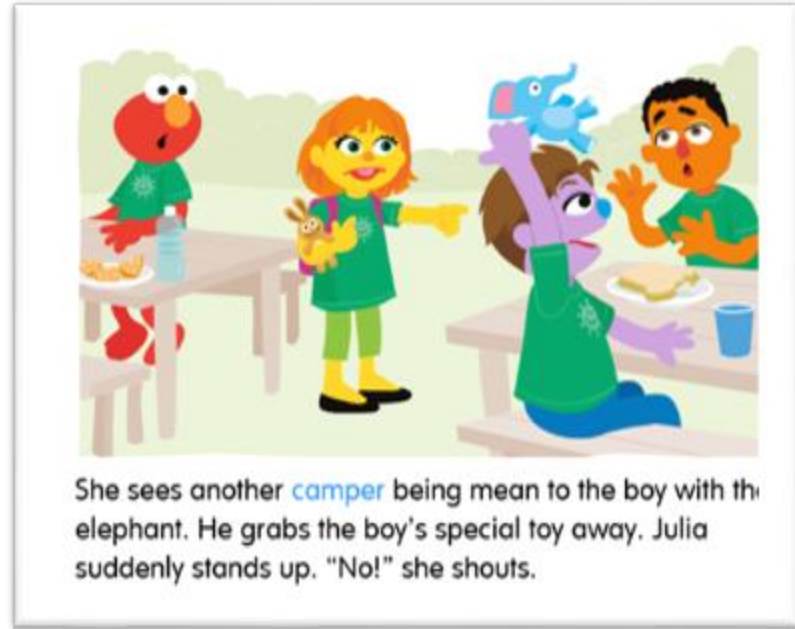 She sees another camper being mean to the boy with the
elephant. He grabs the boy's special toy away. Julia
suddenly stands up. “No!” she shouts.